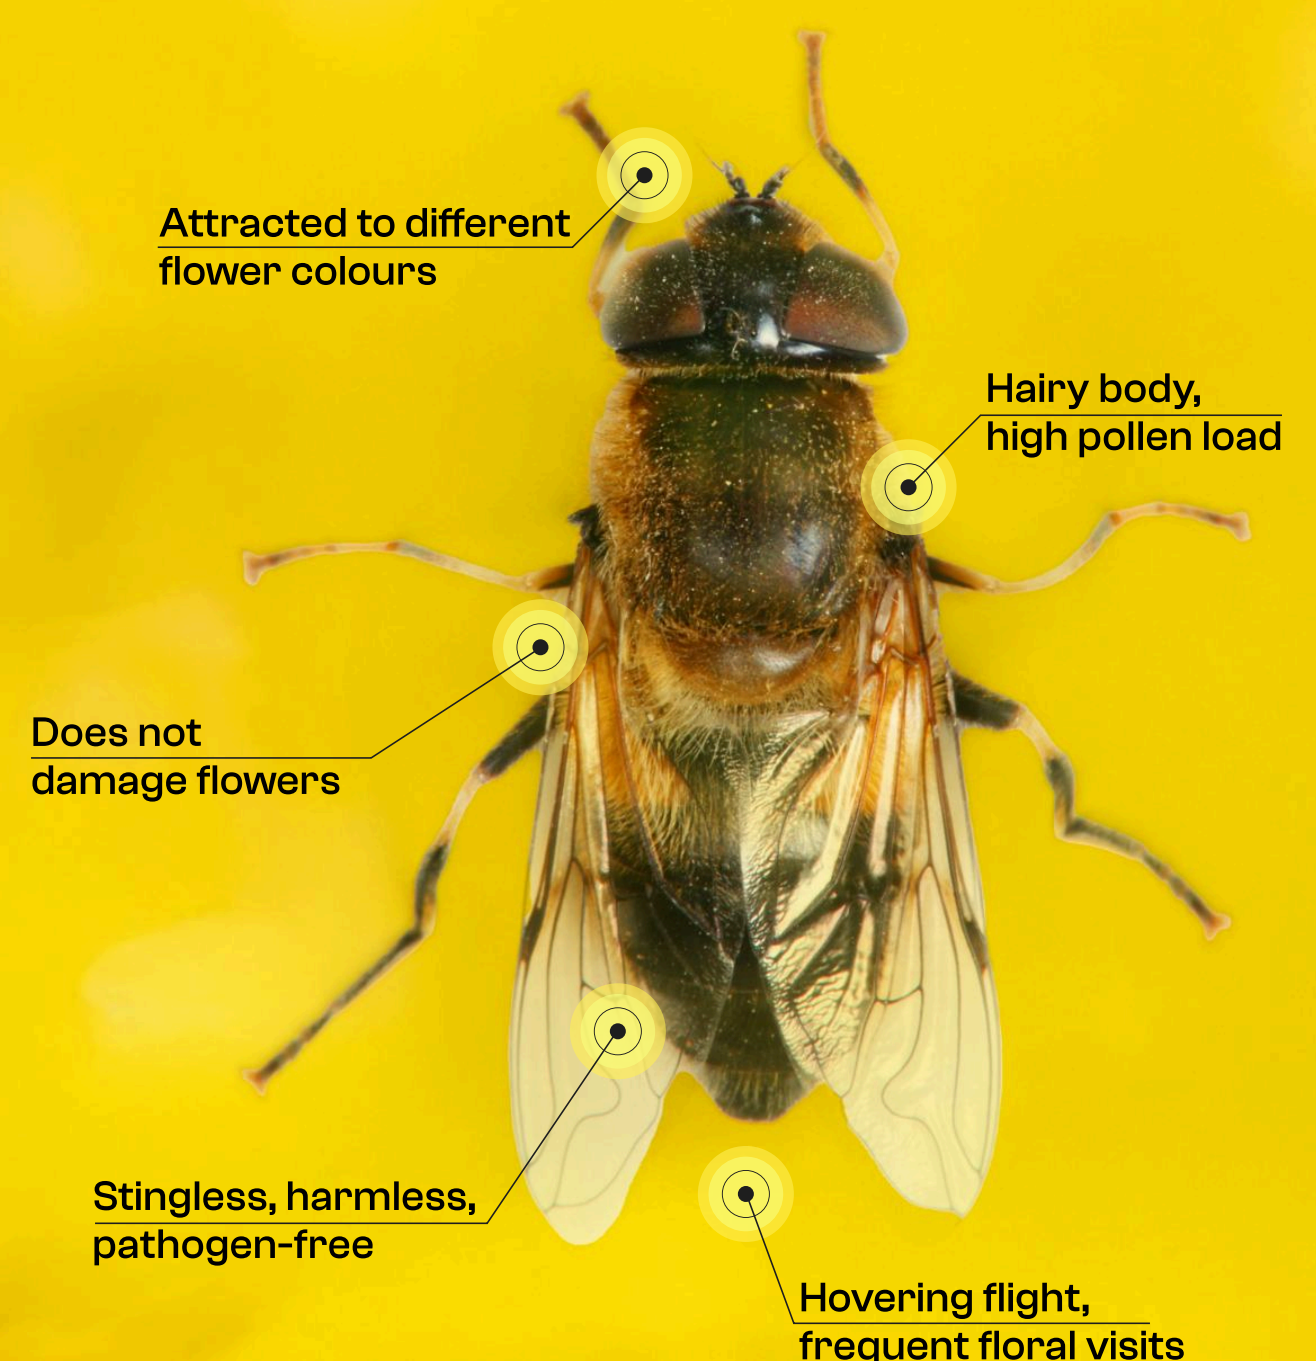 Attracted to different
flower colours
Hairy body,
high pollen load
Does not
damage flowers
Stingless, harmless,
pathogen-free
Hovering flight,
frequent floral visits